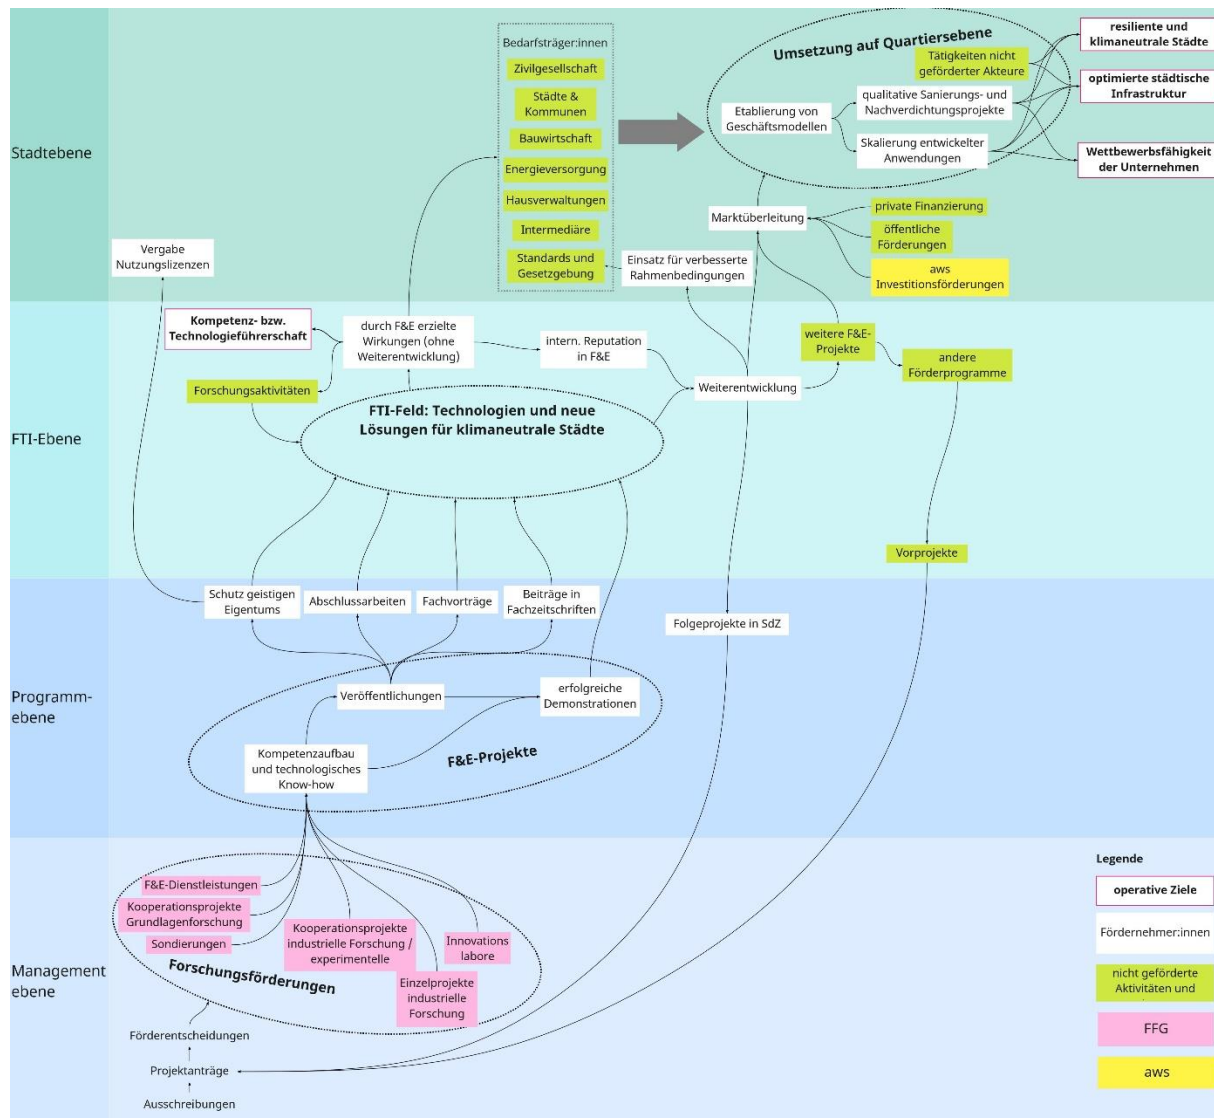 Stadtebene
Bedarfsträger:innen
Zivilgesellschaft
Städte &
Kommunen
Bauwirtschaft
Energieversorgung
Hausverwaltungen
Intermediäre
Standards und
Gesetzgebung
Umsetzung auf Quartiersebene
Tätigkeiten nicht
geförderter Akteure
Etablierung von
Geschäftsmodellen
qualitative Sanierungs- und
Nachverdichtungsprojekte
Skalierung entwickelter
Anwendungen
resiliente und
klimaneutrale Städte
optimierte städtische
Infrastruktur
Wettbewerbsfähigkeit
der Unternehmen
Marktüberleitung
private Finanzierung
öffentliche
Förderungen
aws
Investitionsförderungen
Vergabe
Nutzungslizenzen
Einsatz für verbesserte
Rahmenbedingungen
FTI-Ebene
Kompetenz- bzw.
Technologieführerschaft
durch F&E erzielte
Wirkungen (ohne
Weiterentwicklung)
intern. Reputation
in F&E
weitere F&E-
Projekte
andere
Förderprogramme
Forschungsaktivitäten
Weiterentwicklung
FTI-Feld: Technologien und neue
Lösungen für klimaneutrale Städte
Vorprojekte
Programm-
ebene
Schutz geistigen
Eigentums
Abschlussarbeiten
Fachvorträge
Beiträge in
Fachzeitschriften
Folgeprojekte in SdZ
Veröffentlichungen
erfolgreiche
Demonstrationen
Kompetenzaufbau
und technologisches
Know-how
F&E-Projekte
Management
ebene
F&E-Dienstleistungen
Kooperationsprojekte
Grundlagenforschung
Sondierungen
Kooperationsprojekte
industrielle Forschung /
experimentelle
Innovations
labore
Einzelprojekte
industrielle
Forschung
Forschungsförderungen
Förderentscheidungen
Projektanträge
Ausschreibungen
Legende
operative Ziele
Fördernehmer:innen
nicht geförderte
Aktivitäten und
FFG
aws